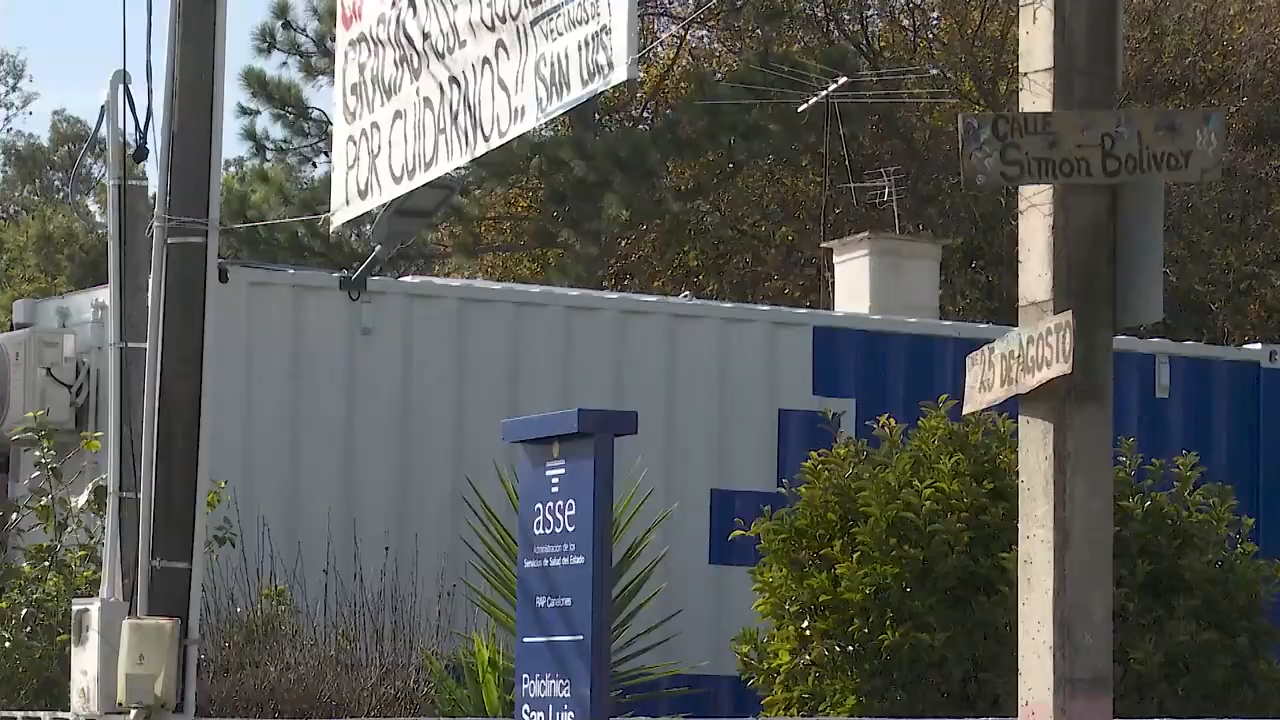 GRACIAS ASSE
POR CUIDARNOS!!
VECINOS DE
SAN LUIS
CALLE
Simon Bolivar
25 DE AGOSTO
asse
Administración de los
Servicios de Salud del Estado
RAP Canelones
Policlínica
San Luis